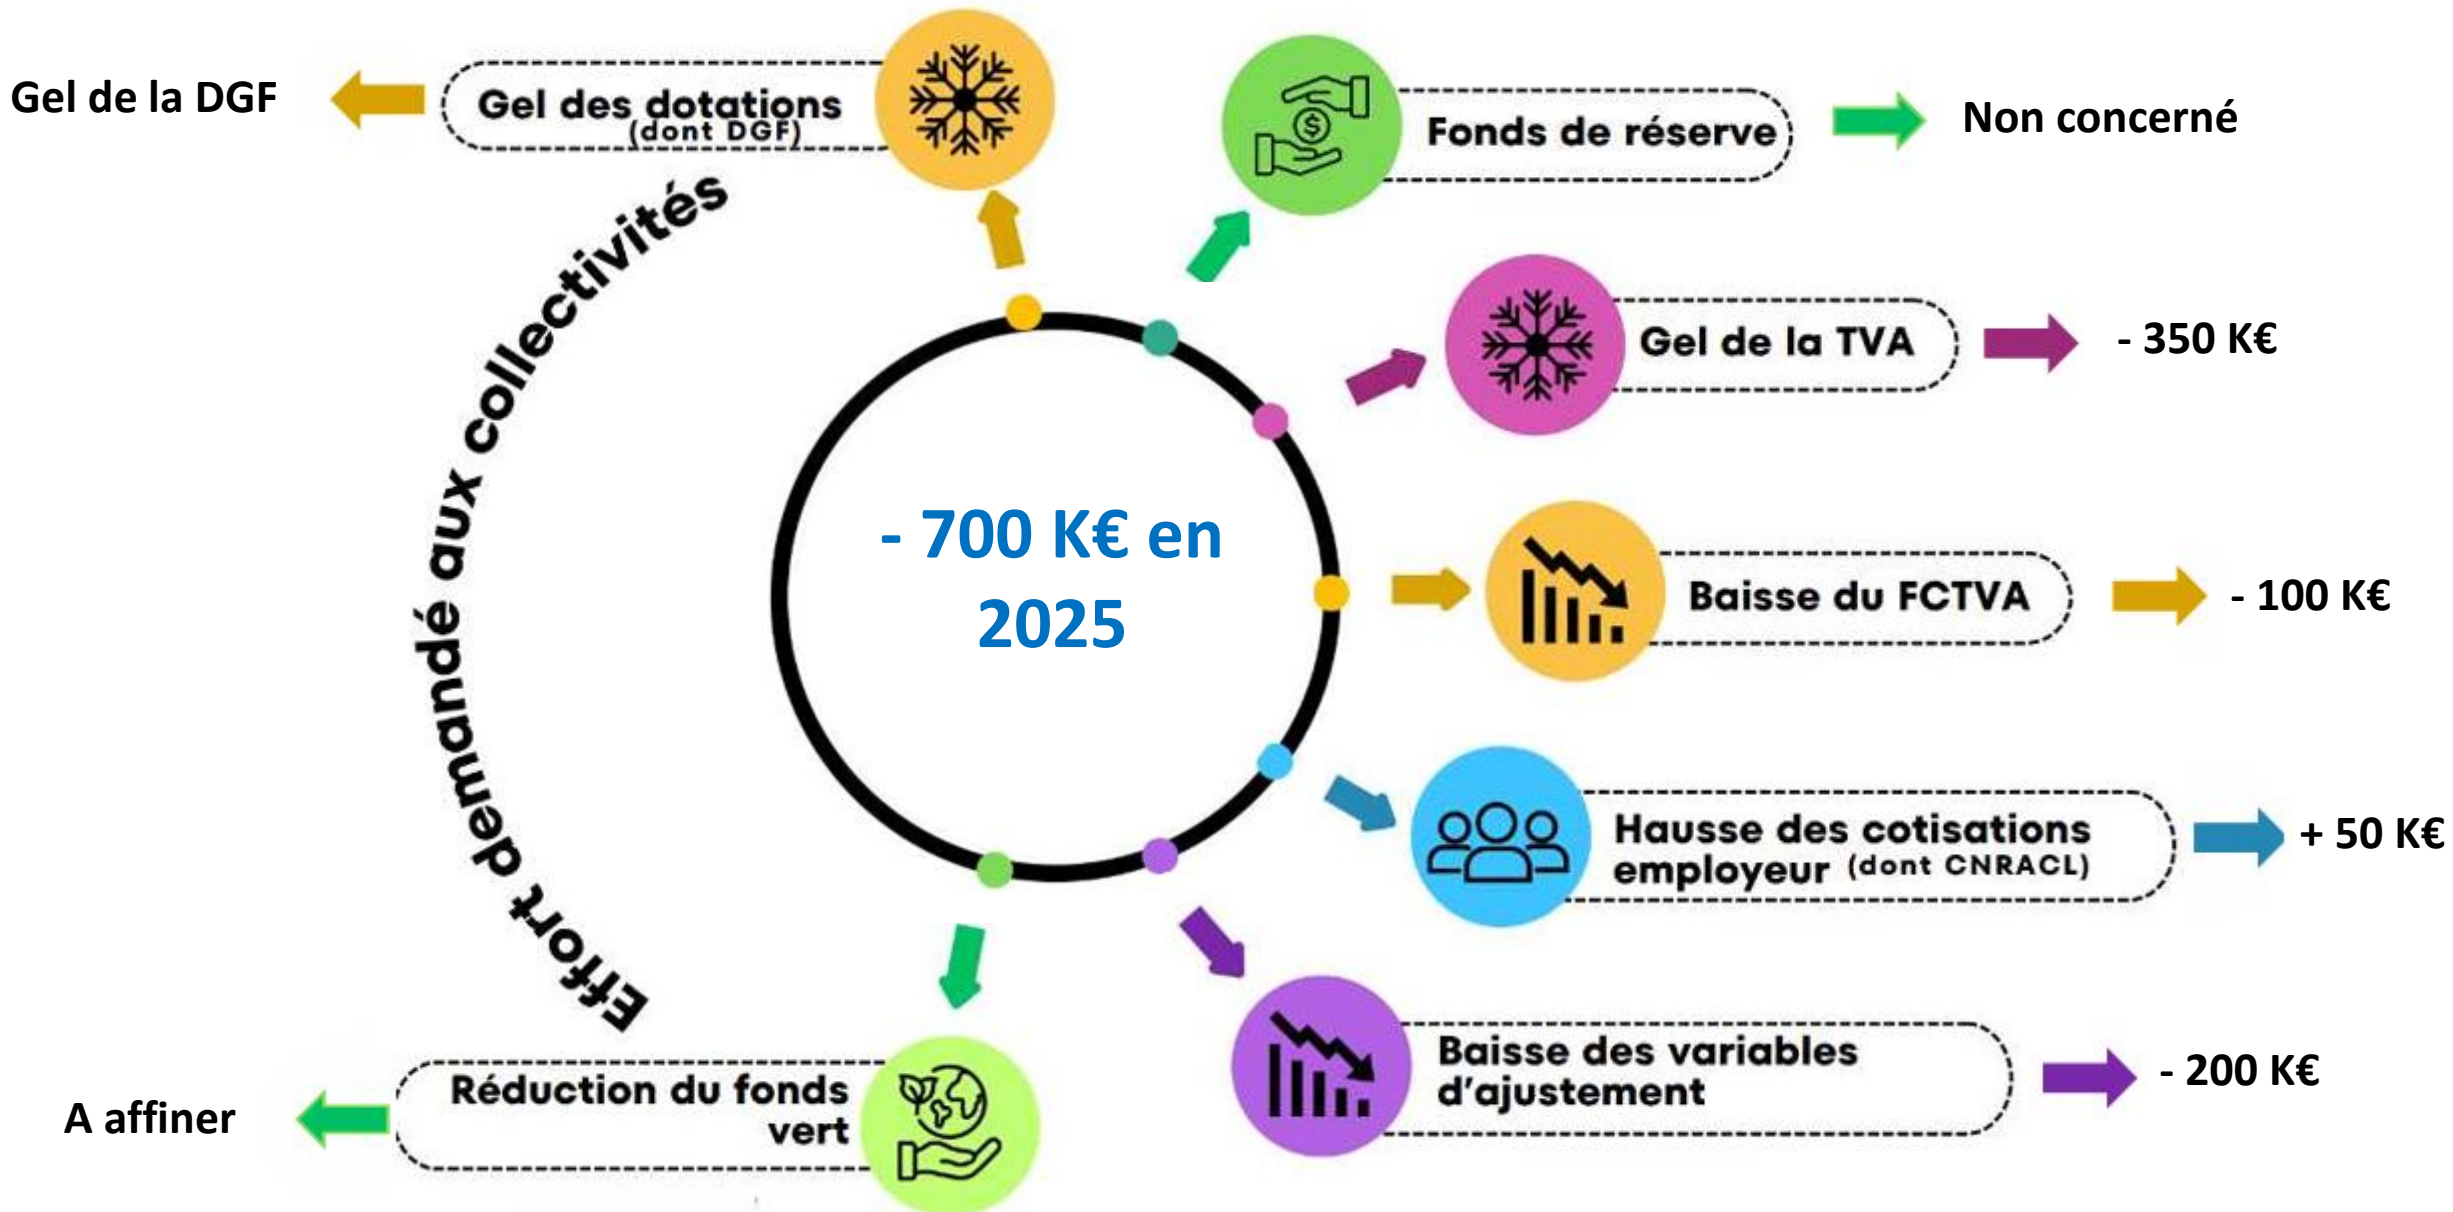 Gel de la DGF
Gel des dotations
(dont DGF)
Fonds de réserve
Non concerné
Effort demandé aux collectivités
Gel de la TVA
- 350 K€
- 700 K€ en
2025
Baisse du FCTVA
- 100 K€
Hausse des cotisations
employeur (dont CNRACL)
+ 50 K€
Baisse des variables
d'ajustement
- 200 K€
Réduction du fonds
vert
A affiner